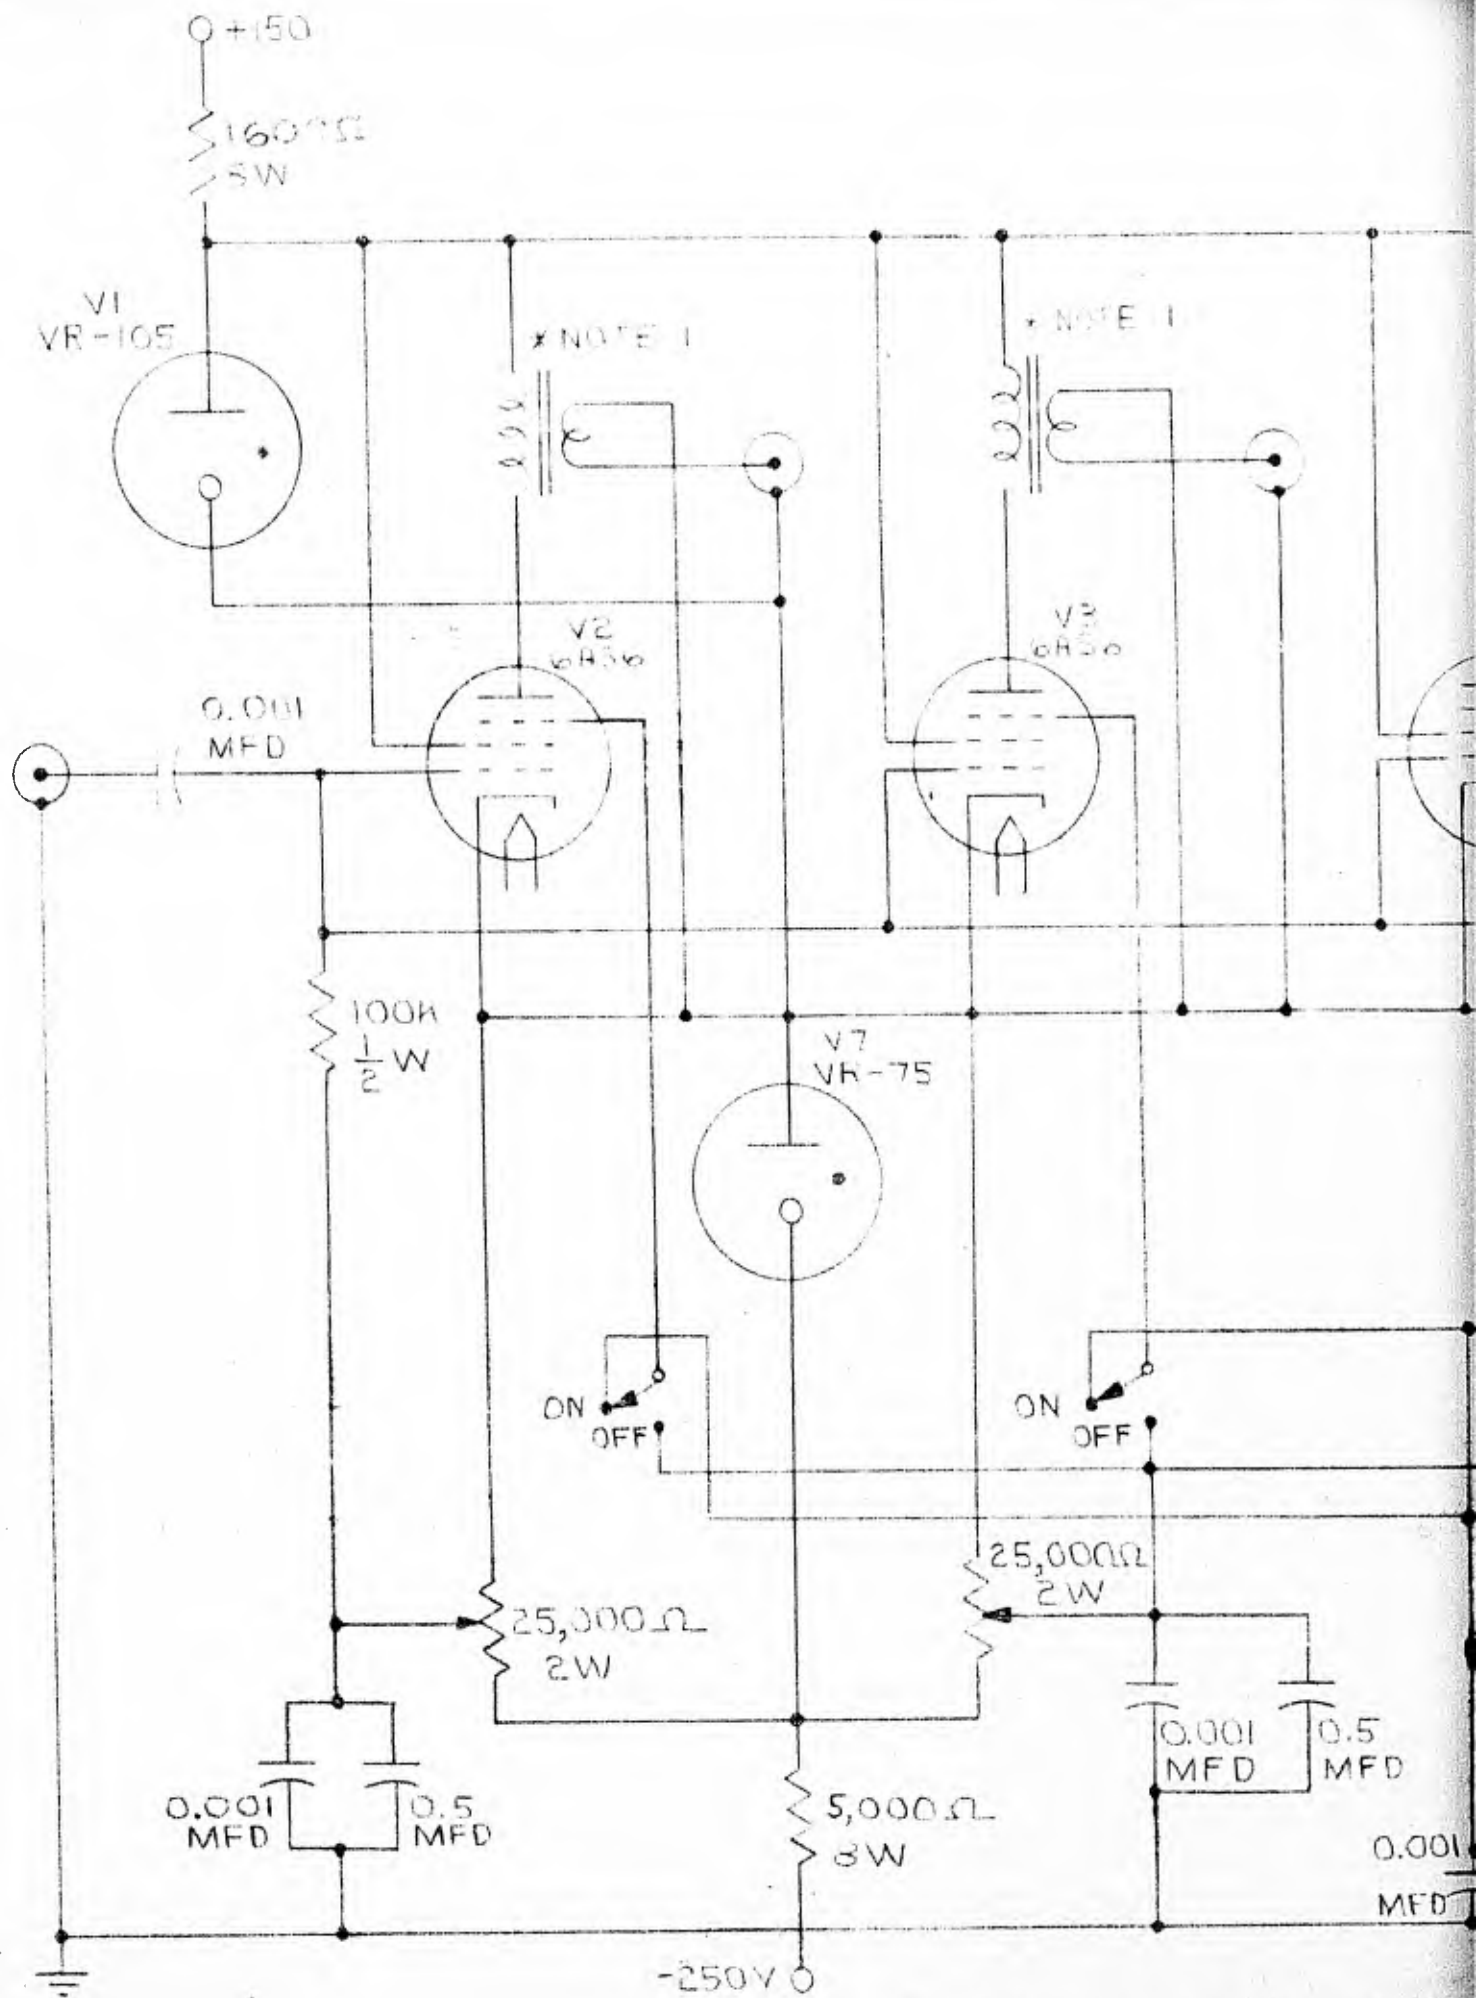 +150
5W
V1
VR-105
* NOTE 1
* NOTE 1
V2
6AS6
V3
6AS6
0.001
MFD
100K
1/2 W
V7
VR-75
ON
OFF
ON
OFF
25,000Ω
2W
25,000Ω
2W
0.001
MFD
0.5
MFD
0.001
MFD
0.5
MFD
5,000Ω
8W
0.001
MFD
-250V